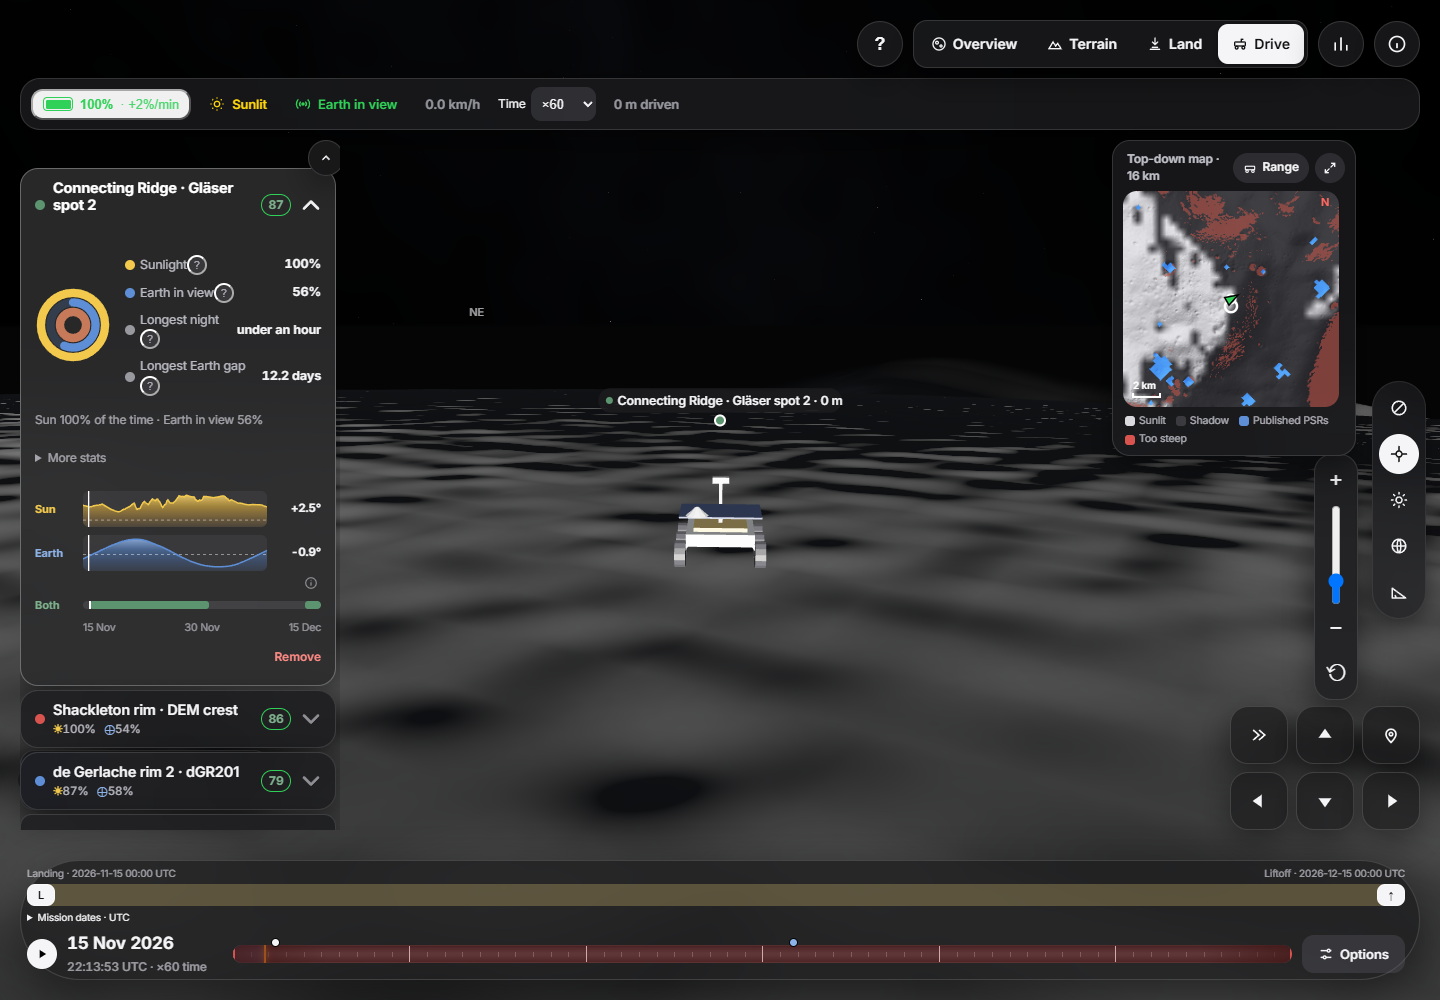 ?
Overview
Terrain
Land
Drive
100% · +2%/min
Sunlit
Earth in view
0.0 km/h
Time
×60
0 m driven
Connecting Ridge · Gläser
spot 2
87
Sunlight ?
100%
Earth in view ?
56%
Longest night
?
under an hour
Longest Earth gap
?
12.2 days
Sun 100% of the time · Earth in view 56%
More stats
Sun
+2.5°
Earth
-0.9°
Both
15 Nov
30 Nov
15 Dec
Remove
Shackleton rim · DEM crest
100% 54%
86
de Gerlache rim 2 · dGR201
87% 58%
79
NE
Connecting Ridge · Gläser spot 2 · 0 m
Top-down map ·
16 km
Range
N
2 km
Sunlit
Shadow
Published PSRs
Too steep
+
−
Landing · 2026-11-15 00:00 UTC
Liftoff · 2026-12-15 00:00 UTC
L
↑
Mission dates · UTC
15 Nov 2026
22:13:53 UTC · ×60 time
Options